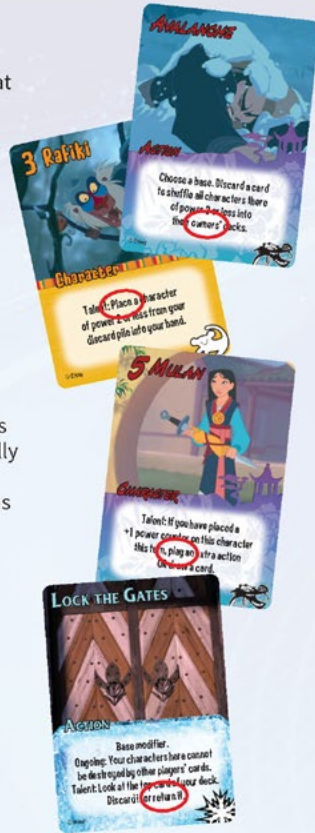 at
AVALANCHE
ACTION
Choose a base. Discard a card
to shuffle all characters there
of power 3 or less into
their owners' decks.
3 Rafiki
Character
Talent: Place a character
of power 2 or less from your
discard pile into your hand.
s
lly
s
5 MULAN
CHARACTER
Talent: If you have placed a
+1 power counter on this character
this turn, play an extra action
OR draw a card.
LOCK THE GATES
ACTION
Base modifier.
Ongoing: Your characters here cannot
be destroyed by other players' cards.
Talent: Look at the top card of your deck.
Discard it or return it.